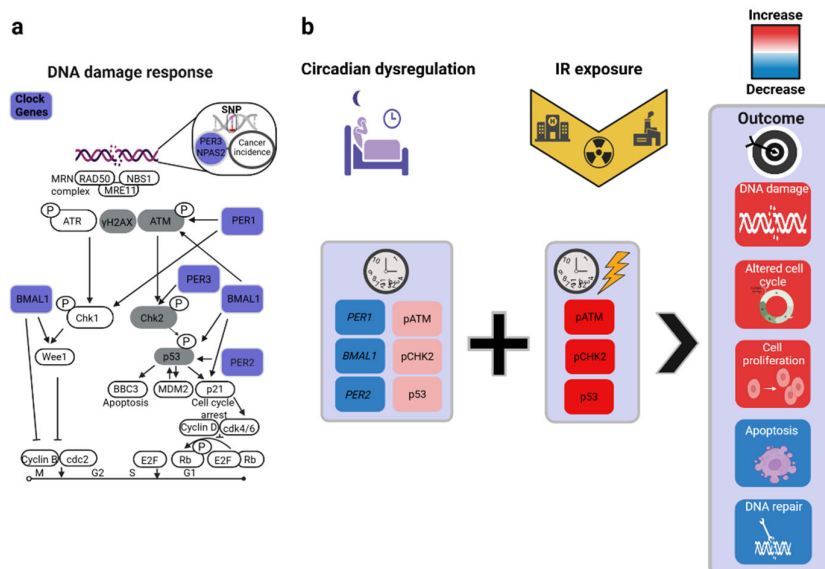 a
DNA damage response
Clock
Genes
SNP
PER3
NPAS2
Cancer
incidence
MRN
complex
RAD50
NBS1
MRE11
P
ATR
γH2AX
ATM
P
PER1
PER3
BMAL1
P
Chk1
Chk2
P
BMAL1
Wee1
P
p53
PER2
BBC3
MDM2
p21
Apoptosis
Cell cycle
arrest
Cyclin D
cdk4/6
P
Cyclin B
cdc2
E2F
Rb
E2F
Rb
M
G2
S
G1
b
Circadian dysregulation
IR exposure
H
PER1
pATM
BMAL1
pCHK2
PER2
p53
pATM
pCHK2
p53
Increase
Decrease
Outcome
DNA damage
Altered cell
cycle
Cell
proliferation
Apoptosis
DNA repair